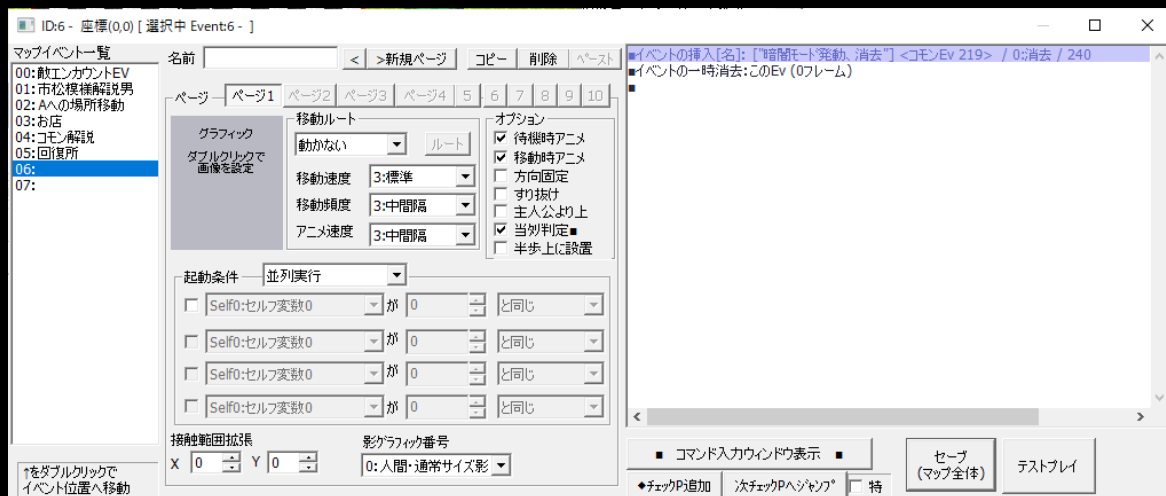 ID:6 - 座標(0,0) [ 選択中 Event:6 - ]
マップイベント一覧
00:敵エンカウントEV
01:市松模様解説男
02: Aへの場所移動
03:お店
04:コモン解説
05:回復所
06:
07:
↑をダブルクリックで
イベント位置へ移動
名前
< >新規ページ コピー 削除 ペースト
ページ ページ1 ページ2 ページ3 ページ4 5 6 7 8 9 10
グラフィック
ダブルクリックで
画像を設定
移動ルート
動かない ルート
移動速度 3:標準
移動頻度 3:中間隔
アニメ速度 3:中間隔
オプション
待機時アニメ
移動時アニメ
方向固定
すり抜け
主人公より上
当たり判定■
半歩上に設置
起動条件 並列実行
Self0:セルフ変数0 が 0 と同じ
Self0:セルフ変数0 が 0 と同じ
Self0:セルフ変数0 が 0 と同じ
Self0:セルフ変数0 が 0 と同じ
接触範囲拡張
X 0 Y 0
影グラフィック番号
0:人間・通常サイズ影
■イベントの挿入[名]: ["暗闇モード発動、消去"] <コモンEv 219> / 0:消去 / 240
■イベントの一時消去:このEv (0フレーム)
■
■ コマンド入力ウィンドウ表示 ■
◆チェックP追加 次チェックPへジャンプ 特
セーブ
(マップ全体)
テストプレイ